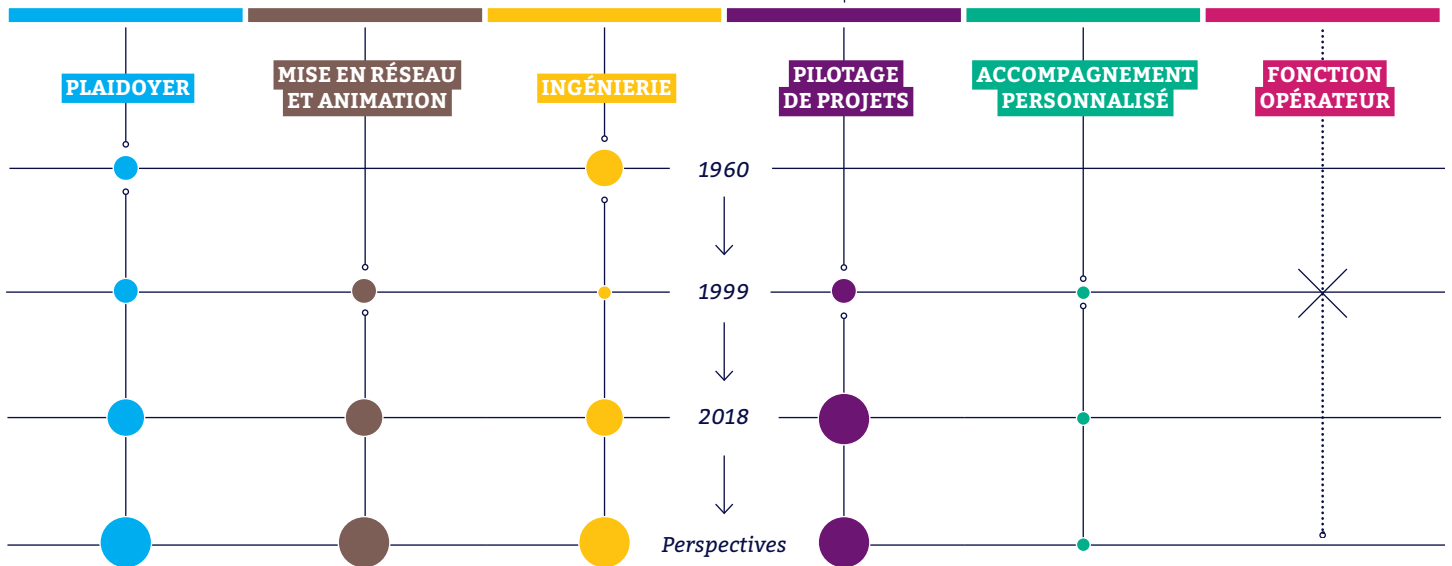 PLAIDOYER
MISE EN RÉSEAU
ET ANIMATION
INGÉNIERIE
PILOTAGE
DE PROJETS
ACCOMPAGNEMENT
PERSONNALISÉ
FONCTION
OPÉRATEUR
1960
1999
2018
Perspectives